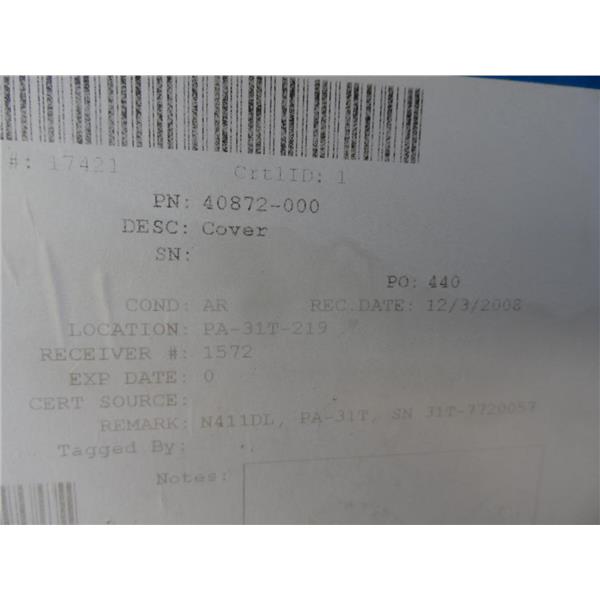 #: 17421 CrtlID: 1
PN: 40872-000
DESC: Cover
SN:
PO: 440
COND: AR REC.DATE: 12/3/2008
LOCATION: PA-31T-219
RECEIVER #: 1572
EXP DATE: 0
CERT SOURCE:
REMARK: N411DL, PA-31T, SN 31T-7720057
Tagged By:
Notes: